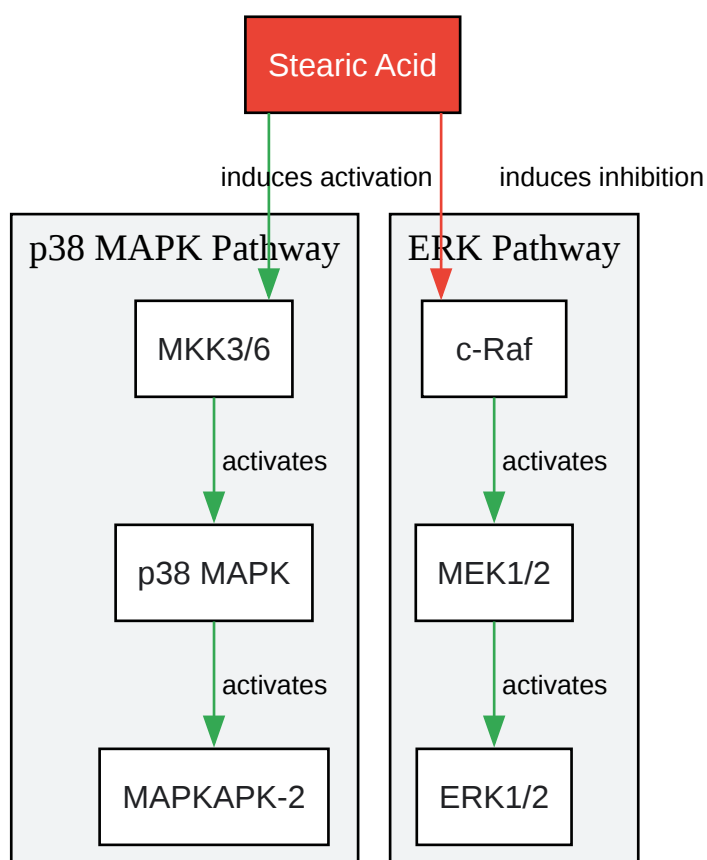 Stearic Acid
induces activation
induces inhibition
p38 MAPK Pathway
ERK Pathway
MKK3/6
c-Raf
activates
activates
p38 MAPK
MEK1/2
activates
activates
MAPKAPK-2
ERK1/2